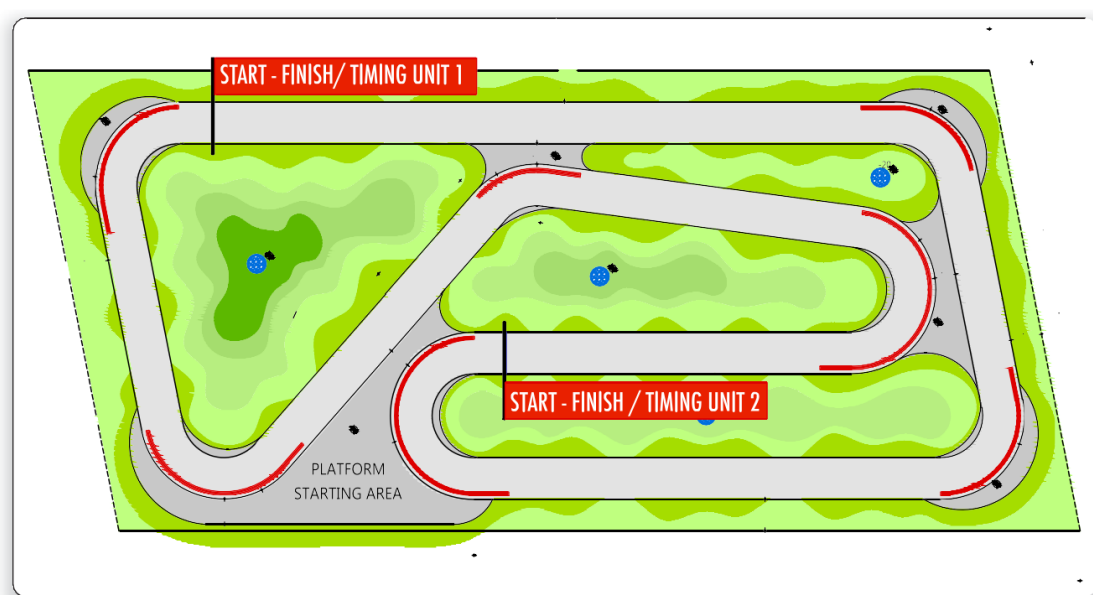 START - FINISH/ TIMING UNIT 1
START - FINISH / TIMING UNIT 2
PLATFORM
STARTING AREA